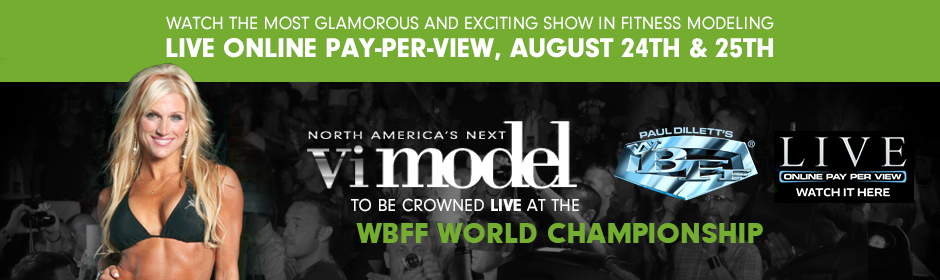 WATCH THE MOST GLAMOROUS AND EXCITING SHOW IN FITNESS MODELING
LIVE ONLINE PAY-PER-VIEW, AUGUST 24TH & 25TH
NORTH AMERICA'S NEXT
vimodel
TO BE CROWNED LIVE AT THE
WBFF WORLD CHAMPIONSHIP
PAUL DILLETT'S
WBFF®
LIVE
ONLINE PAY PER VIEW
WATCH IT HERE